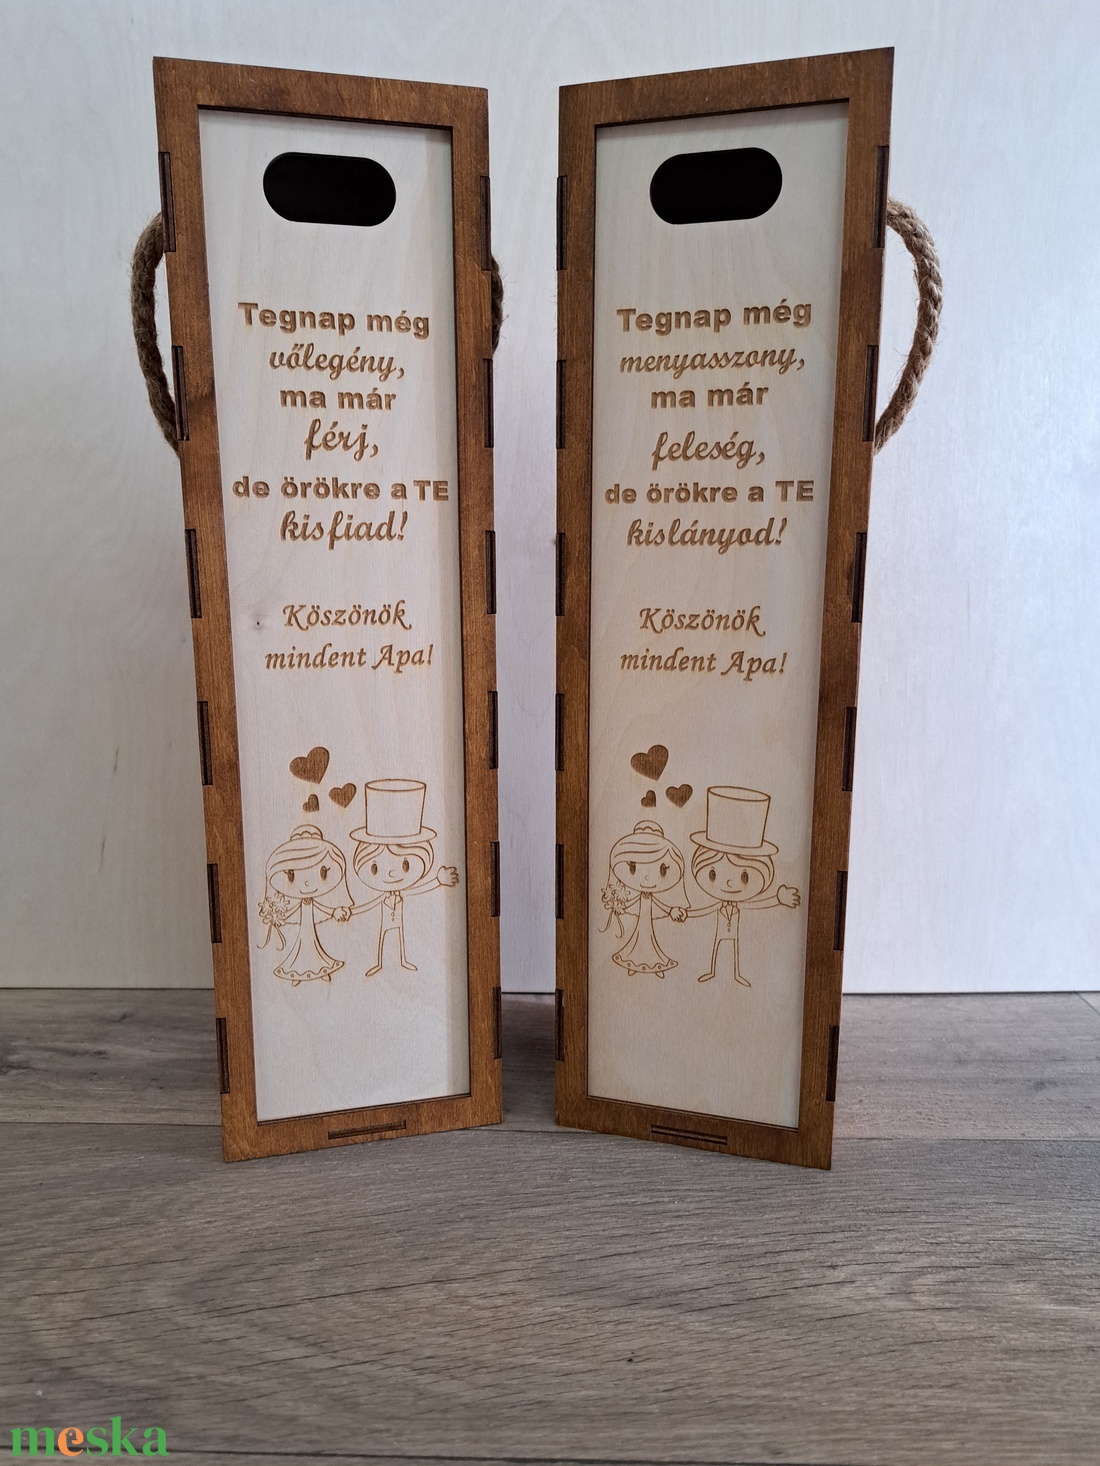 Tegnap még
vőlegény,
ma már
férj,
de örökre a TE
kisfiad!
Köszönök
mindent Apa!
Tegnap még
menyasszony,
ma már
feleség,
de örökre a TE
kislányod!
Köszönök
mindent Apa!
meska